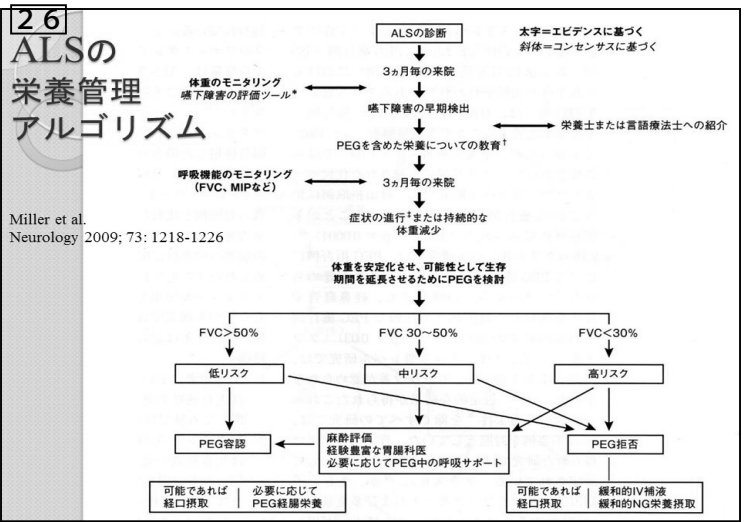 26
ALSの
栄養管理
アルゴリズム
Miller et al.
Neurology 2009; 73: 1218-1226
ALSの診断
太字=エビデンスに基づく
斜体=コンセンサスに基づく
3ヵ月毎の来院
体重のモニタリング
嚥下障害の評価ツール*
嚥下障害の早期検出
栄養士または言語療法士への紹介
PEGを含めた栄養についての教育†
呼吸機能のモニタリング
(FVC、MIPなど)
3ヵ月毎の来院
症状の進行‡または持続的な
体重減少
体重を安定化させ、可能性として生存
期間を延長させるためにPEGを検討
FVC>50%
FVC 30〜50%
FVC<30%
低リスク
中リスク
高リスク
PEG容認
麻酔評価
経験豊富な胃腸科医
必要に応じてPEG中の呼吸サポート
PEG拒否
可能であれば
経口摂取
必要に応じて
PEG経腸栄養
可能であれば
経口摂取
緩和的IV補液
緩和的NG栄養摂取